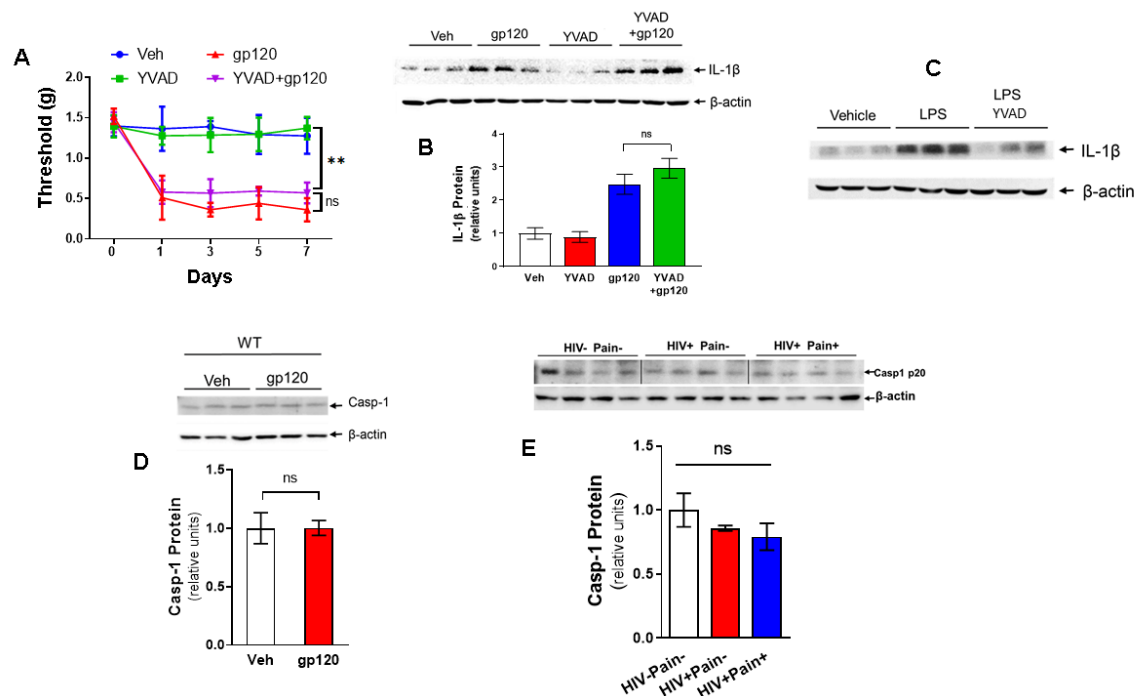 A
Veh
gp120
YVAD
YVAD+gp120
Threshold (g)
2.0
1.5
1.0
0.5
0.0
**
ns
0
1
3
5
7
Days
Veh
gp120
YVAD
YVAD
+gp120
IL-1β
β-actin
B
IL-1β Protein
(relative units)
4
3
2
1
0
ns
Veh
YVAD
gp120
YVAD
+gp120
C
Vehicle
LPS
LPS
YVAD
IL-1β
β-actin
WT
Veh
gp120
Casp-1
β-actin
D
Casp-1 Protein
(relative units)
1.5
1.0
0.5
0.0
ns
Veh
gp120
HIV- Pain-
HIV+ Pain-
HIV+ Pain+
Casp1 p20
β-actin
E
Casp-1 Protein
(relative units)
1.5
1.0
0.5
0.0
ns
HIV-Pain-
HIV+Pain-
HIV+Pain+